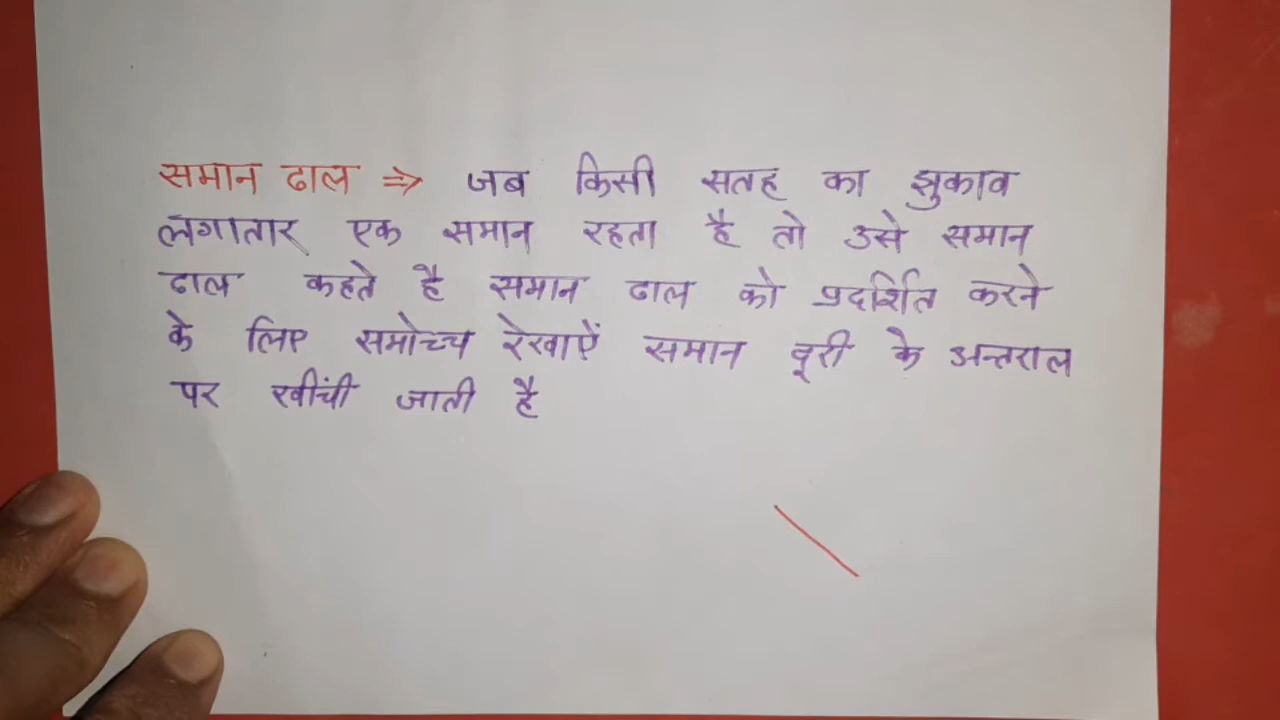 समान ढाल ⇒ जब किसी सतह का झुकाव
लगातार एक समान रहता है तो उसे समान
ढाल कहते है समान ढाल को प्रदर्शित करने
के लिए समोच्च रेखाऐं समान दूरी के अन्तराल
पर खींची जाती है